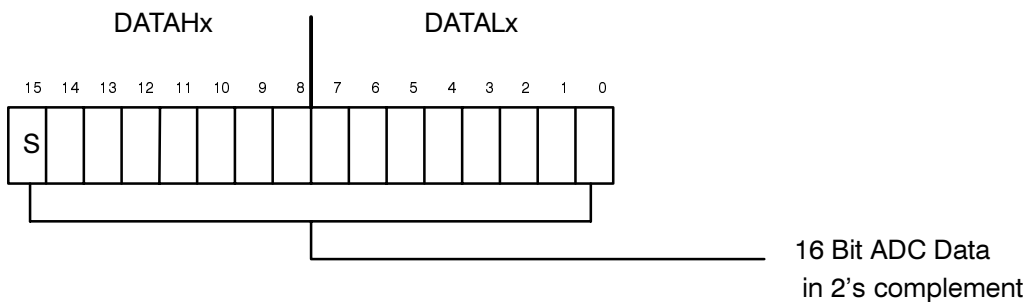 DATAHx DATALx
15 14 13 12 11 10 9 8 7 6 5 4 3 2 1 0
S
16 Bit ADC Data
in 2's complement